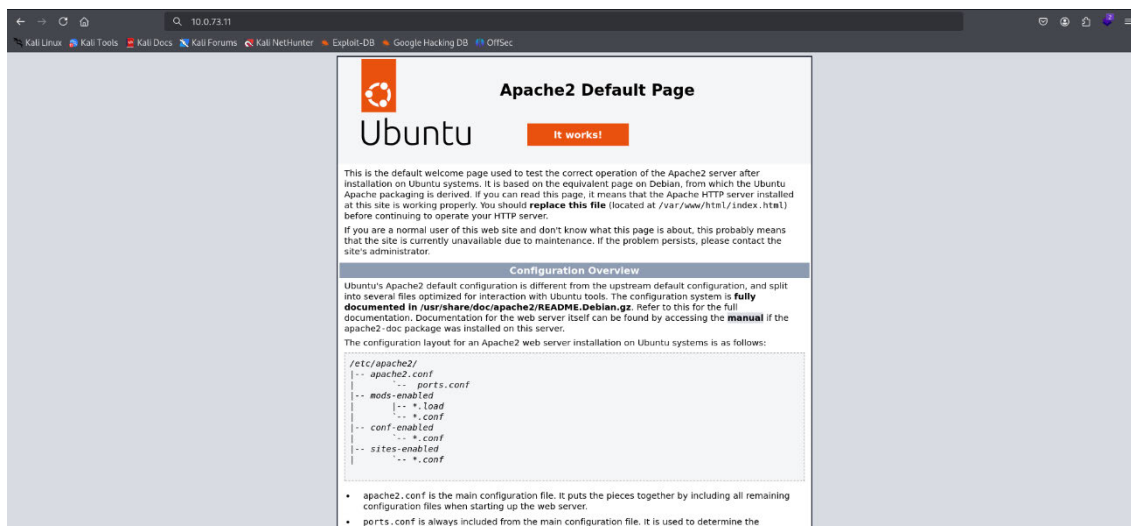 10.0.73.11
Kali Linux Kali Tools Kali Docs Kali Forums Kali NetHunter Exploit-DB Google Hacking DB OffSec
Apache2 Default Page
Ubuntu
It works!
This is the default welcome page used to test the correct operation of the Apache2 server after
installation on Ubuntu systems. It is based on the equivalent page on Debian, from which the Ubuntu
Apache packaging is derived. If you can read this page, it means that the Apache HTTP server installed
at this site is working properly. You should replace this file (located at /var/www/html/index.html)
before continuing to operate your HTTP server.
If you are a normal user of this web site and don't know what this page is about, this probably means
that the site is currently unavailable due to maintenance. If the problem persists, please contact the
site's administrator.
Configuration Overview
Ubuntu's Apache2 default configuration is different from the upstream default configuration, and split
into several files optimized for interaction with Ubuntu tools. The configuration system is fully
documented in /usr/share/doc/apache2/README.Debian.gz. Refer to this for the full
documentation. Documentation for the web server itself can be found by accessing the manual if the
apache2-doc package was installed on this server.
The configuration layout for an Apache2 web server installation on Ubuntu systems is as follows:
/etc/apache2/
|-- apache2.conf
|       `-- ports.conf
|-- mods-enabled
|       |-- *.load
|       `-- *.conf
|-- conf-enabled
|       `-- *.conf
|-- sites-enabled
|       `-- *.conf
• apache2.conf is the main configuration file. It puts the pieces together by including all remaining
configuration files when starting up the web server.
• ports.conf is always included from the main configuration file. It is used to determine the